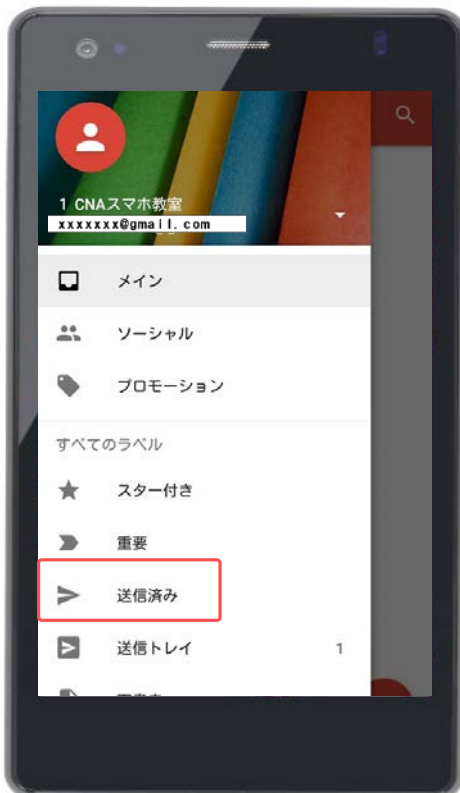 1 CNAスマホ教室
xxxxxxx@gmail.com
メイン
ソーシャル
プロモーション
すべてのラベル
スター付き
重要
送信済み
送信トレイ 1